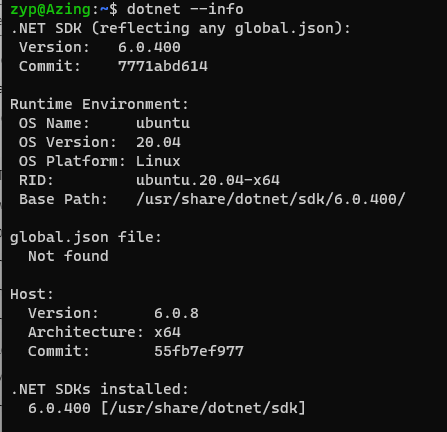 zyp@Azing:~$ dotnet --info
.NET SDK (reflecting any global.json):
 Version:   6.0.400
 Commit:    7771abd614

Runtime Environment:
 OS Name:     ubuntu
 OS Version:  20.04
 OS Platform: Linux
 RID:         ubuntu.20.04-x64
 Base Path:   /usr/share/dotnet/sdk/6.0.400/

global.json file:
  Not found

Host:
  Version:      6.0.8
  Architecture: x64
  Commit:       55fb7ef977

.NET SDKs installed:
  6.0.400 [/usr/share/dotnet/sdk]